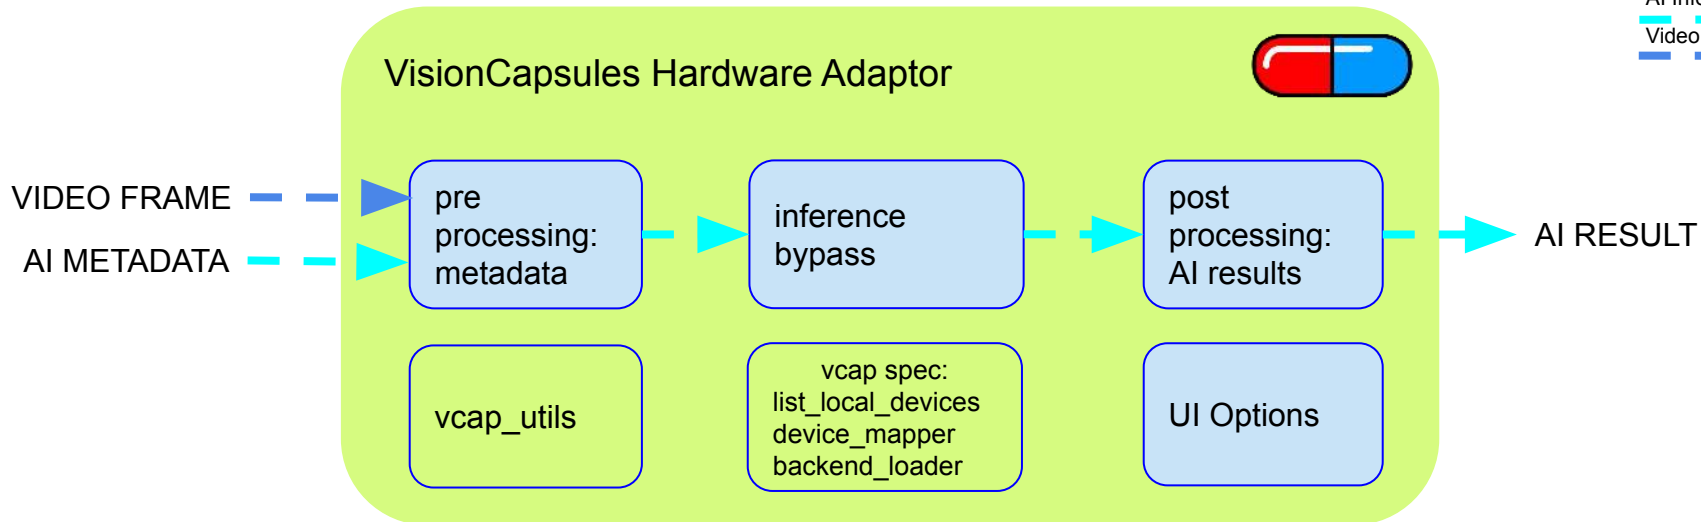 AI
Video
VisionCapsules Hardware Adaptor
VIDEO FRAME
AI METADATA
pre
processing:
metadata
inference
bypass
post
processing:
AI results
AI RESULT
vcap_utils
vcap spec:
list_local_devices
device_mapper
backend_loader
UI Options